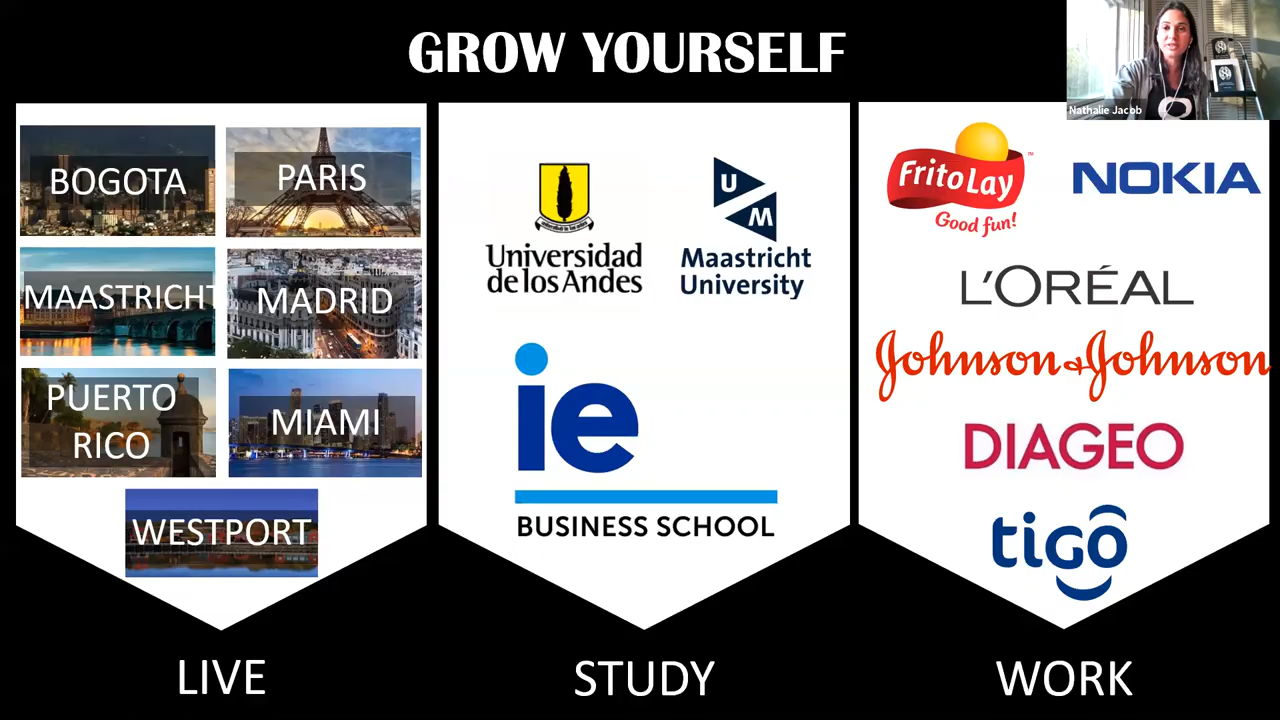 GROW YOURSELF
Nathalie Jacob
BOGOTA
PARIS
MAASTRICHT
MADRID
PUERTO
RICO
MIAMI
WESTPORT
LIVE
Universidad
de los Andes
U
M
Maastricht
University
ie
BUSINESS SCHOOL
STUDY
FritoLay
Good fun!
NOKIA
L'ORÉAL
Johnson & Johnson
DIAGEO
tigo
WORK